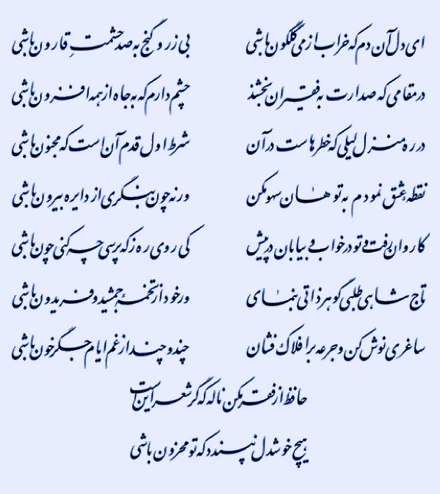 ای دل آن دم که خراب از می گلگون باشی بی زر و گنج به صد حشمت قارون باشی
در مقامی که صدارت به فقیران بخشند چشم دارم که به جاه از همه افزون باشی
در ره منزل لیلی که خطرهاست در آن شرط اول قدم آن است که مجنون باشی
نقطه عشق نمودم به تو هان سهو مکن ورنه چون بنگری از دایره بیرون باشی
کاروان رفت و تو در خواب و بیابان در پیش کی روی ره ز که پرسی چه کنی چون باشی
تاج شاهی طلبی گوهر ذاتی بنمای ور خود از تخمه جمشید و فریدون باشی
ساغری نوش کن و جرعه بر افلاک فشان چند و چند از غم ایام جگرخون باشی
حافظ از فقر مکن ناله که گر شعر این است
هیچ خوشدل نپسندد که تو محزون باشی